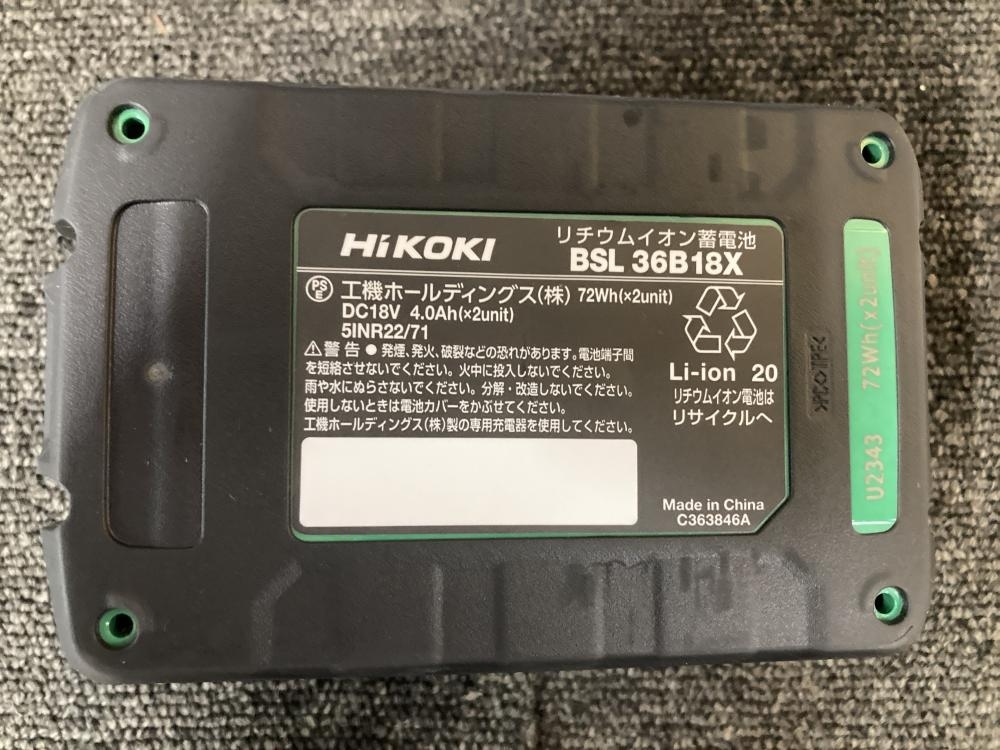 HiKOKI
リチウムイオン蓄電池
BSL 36B18X
PS
E
工機ホールディングス(株) 72Wh(×2unit)
DC18V 4.0Ah(×2unit)
5INR22/71
⚠警告 ● 発煙、発火、破裂などの恐れがあります。電池端子間
を短絡させないでください。火中に投入しないでください。
雨や水にぬらさないでください。分解・改造しないでください。
使用しないときは電池カバーをかぶせてください。
工機ホールディングス(株)製の専用充電器を使用してください。
Li-ion 20
リチウムイオン電池は
リサイクルへ
Made in China
C363846A
U2343 72Wh(x2unit)